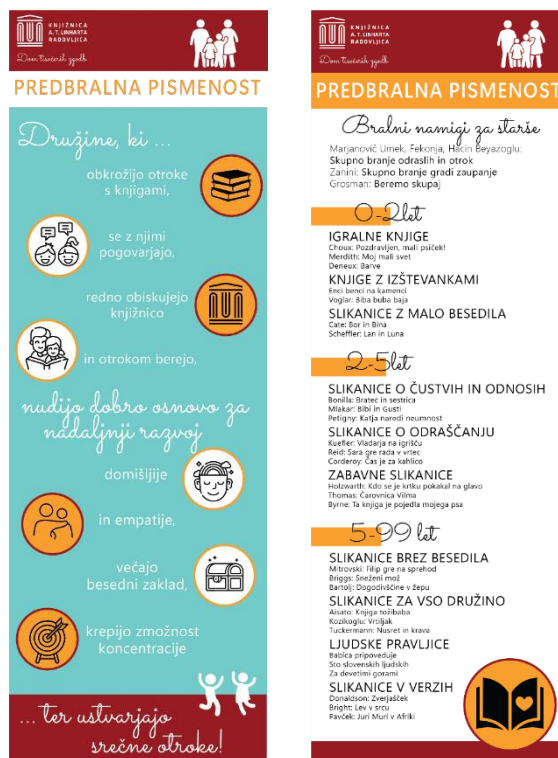 KNJIŽNICA
A. T. LINHARTA
RADOVLJICA
Dom tisočerih zgodb
PREDBRALNA PISMENOST
Družine, ki ...
obkrožijo otroke
s knjigami,
se z njimi
pogovarjajo,
redno obiskujejo
knjižnico
in otrokom berejo,
nudijo dobro osnovo za
nadaljnji razvoj
domišljije
in empatije,
večajo
besedni zaklad,
krepijo zmožnost
koncentracije
... ter ustvarjajo
srečne otroke!
KNJIŽNICA
A. T. LINHARTA
RADOVLJICA
Dom tisočerih zgodb
PREDBRALNA PISMENOST
Bralni namigi za starše
Marjanovič Umek, Fekonja, Hacin Beyazoglu:
Skupno branje odraslih in otrok
Zanini: Skupno branje gradi zaupanje
Grosman: Beremo skupaj
0-2let
IGRALNE KNJIGE
Choux: Pozdravljen, mali psiček!
Merdith: Moj mali svet
Deneux: Barve
KNJIGE Z IZŠTEVANKAMI
Enci benci na kamenci
Voglar: Biba buba baja
SLIKANICE Z MALO BESEDILA
Cate: Bor in Bina
Scheffler: Lan in Luna
2-5let
SLIKANICE O ČUSTVIH IN ODNOSIH
Bonilla: Bratec in sestrica
Mlakar: Bibi in Gusti
Petigny: Katja naredi neumnost
SLIKANICE O ODRAŠČANJU
Kuefler: Vladarja na igrišču
Reid: Sara gre rada v vrtec
Corderoy: Čas je za kahlico
ZABAVNE SLIKANICE
Holzwarth: Kdo se je krtku pokakal na glavo
Thomas: Čarovnica Vilma
Byrne: Ta knjiga je pojedla mojega psa
5-99 let
SLIKANICE BREZ BESEDILA
Mitrovski: Filip gre na sprehod
Briggs: Sneženi mož
Bartolj: Dogodivščine v žepu
SLIKANICE ZA VSO DRUŽINO
Aisato: Knjiga tožibaba
Kozikoglu: Vrtiljak
Tuckermann: Nusret in krava
LJUDSKE PRAVLJICE
Babica pripoveduje
Sto slovenskih ljudskih
Za devetimi gorami
SLIKANICE V VERZIH
Donaldson: Zverjašček
Bright: Lev v srcu
Pavček: Juri Muri v Afriki